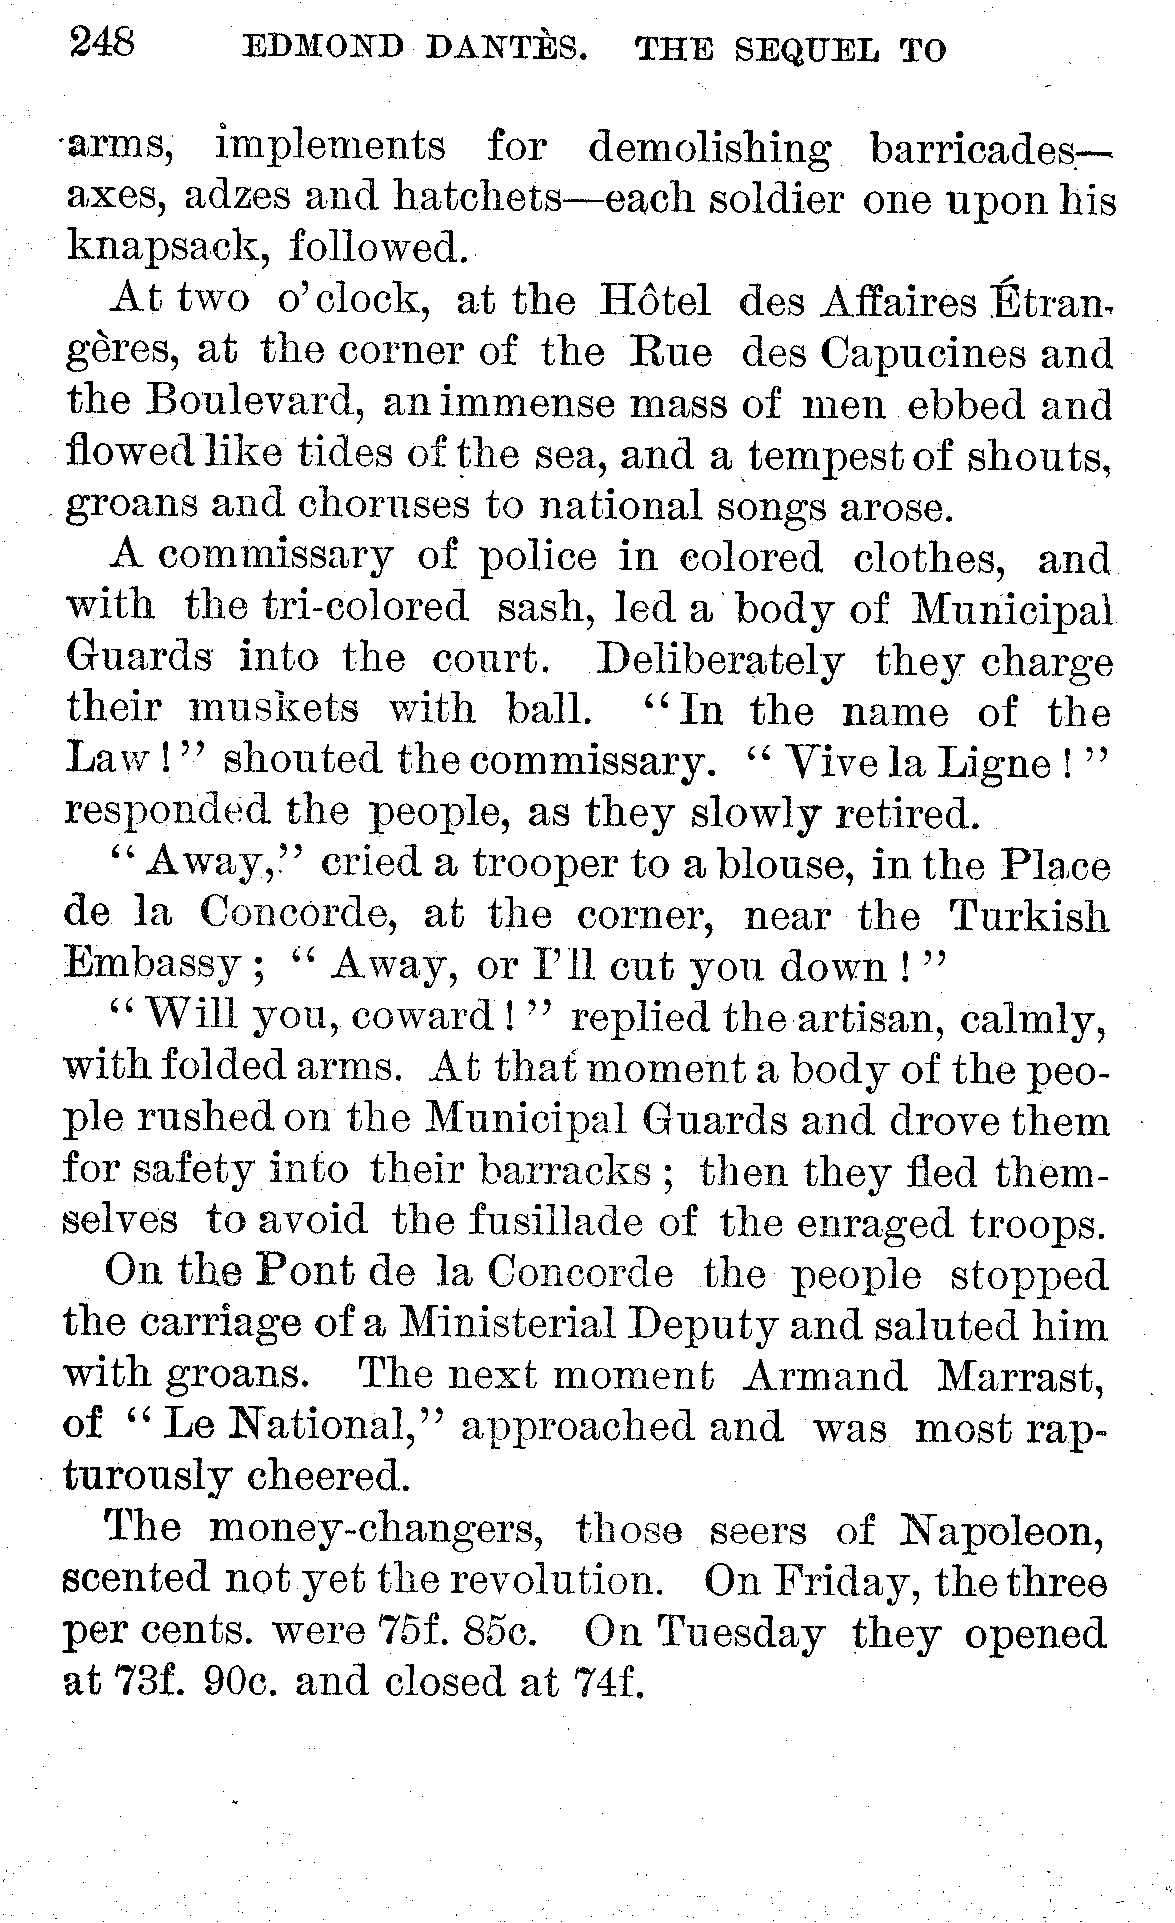 248 EDMOND DANTÈS. THE SEQUEL TO
arms, implements for demolishing barricades—
axes, adzes and hatchets—each soldier one upon his
knapsack, followed.
At two o'clock, at the Hôtel des Affaires Étran-
gères, at the corner of the Rue des Capucines and
the Boulevard, an immense mass of men ebbed and
flowed like tides of the sea, and a tempest of shouts,
groans and choruses to national songs arose.
A commissary of police in colored clothes, and
with the tri-colored sash, led a body of Municipal
Guards into the court. Deliberately they charge
their muskets with ball. “In the name of the
Law!” shouted the commissary. “Vive la Ligne!”
responded the people, as they slowly retired.
“Away,” cried a trooper to a blouse, in the Place
de la Concorde, at the corner, near the Turkish
Embassy; “Away, or I'll cut you down!”
“Will you, coward!” replied the artisan, calmly,
with folded arms. At that moment a body of the peo-
ple rushed on the Municipal Guards and drove them
for safety into their barracks; then they fled them-
selves to avoid the fusillade of the enraged troops.
On the Pont de la Concorde the people stopped
the carriage of a Ministerial Deputy and saluted him
with groans. The next moment Armand Marrast,
of “Le National,” approached and was most rap-
turously cheered.
The money-changers, those seers of Napoleon,
scented not yet the revolution. On Friday, the three
per cents. were 75f. 85c. On Tuesday they opened
at 73f. 90c. and closed at 74f.